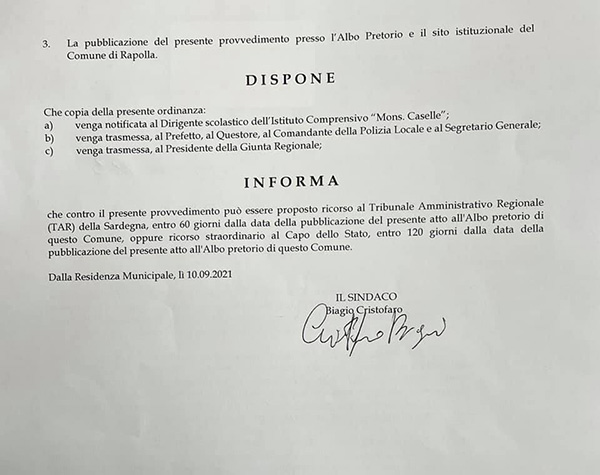 3. La pubblicazione del presente provvedimento presso l'Albo Pretorio e il sito istituzionale del
Comune di Rapolla.
DISPONE
Che copia della presente ordinanza:
a) venga notificata al Dirigente scolastico dell'Istituto Comprensivo "Mons. Caselle";
b) venga trasmessa, al Prefetto, al Questore, al Comandante della Polizia Locale e al Segretario Generale;
c) venga trasmessa, al Presidente della Giunta Regionale;
INFORMA
che contro il presente provvedimento può essere proposto ricorso al Tribunale Amministrativo Regionale
(TAR) della Sardegna, entro 60 giorni dalla data della pubblicazione del presente atto all'Albo pretorio di
questo Comune, oppure ricorso straordinario al Capo dello Stato, entro 120 giorni dalla data della
pubblicazione del presente atto all'Albo pretorio di questo Comune.
Dalla Residenza Municipale, lì 10.09.2021
IL SINDACO
Biagio Cristofaro